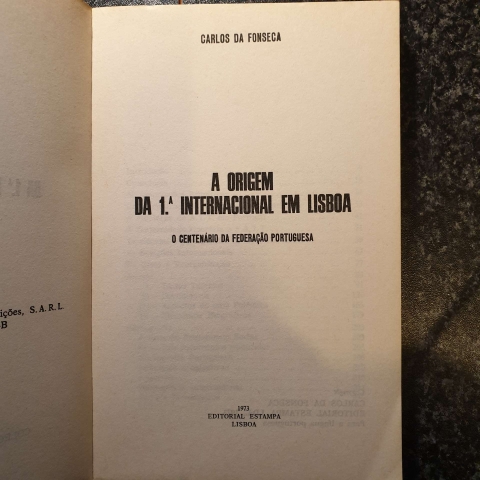 CARLOS DA FONSECA
A ORIGEM
DA 1.ª INTERNACIONAL EM LISBOA
O CENTENÁRIO DA FEDERAÇÃO PORTUGUESA
1973
EDITORIAL ESTAMPA
LISBOA
ições, S. A. R. L.
-B